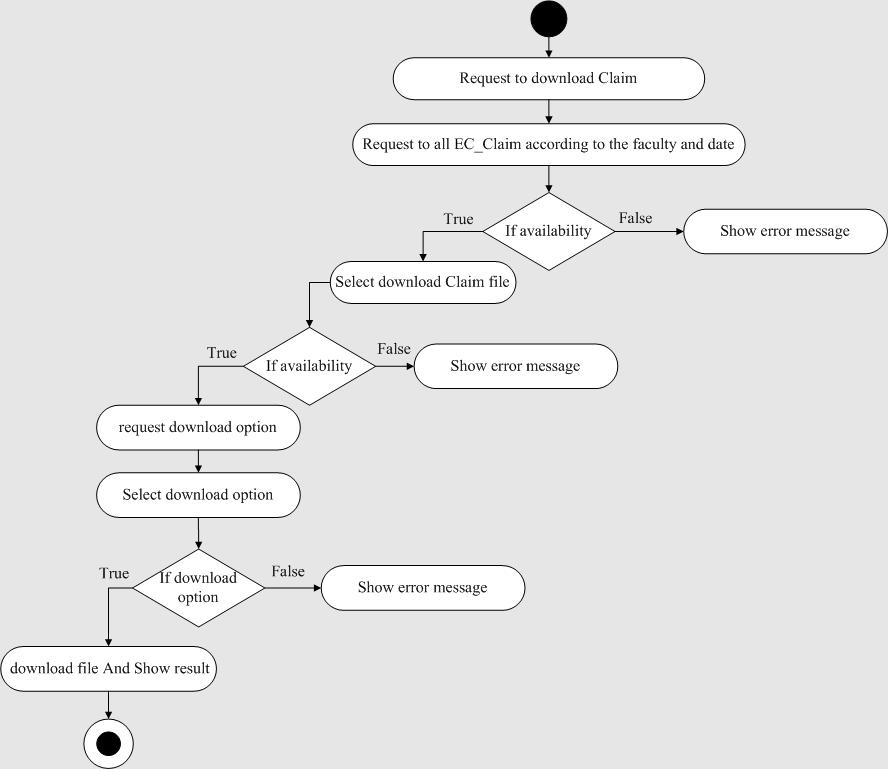 Request to download Claim
Request to all EC_Claim according to the faculty and date
True
If availability
False
Show error message
Select download Claim file
True
If availability
False
Show error message
request download option
Select download option
True
If download
option
False
Show error message
download file And Show result